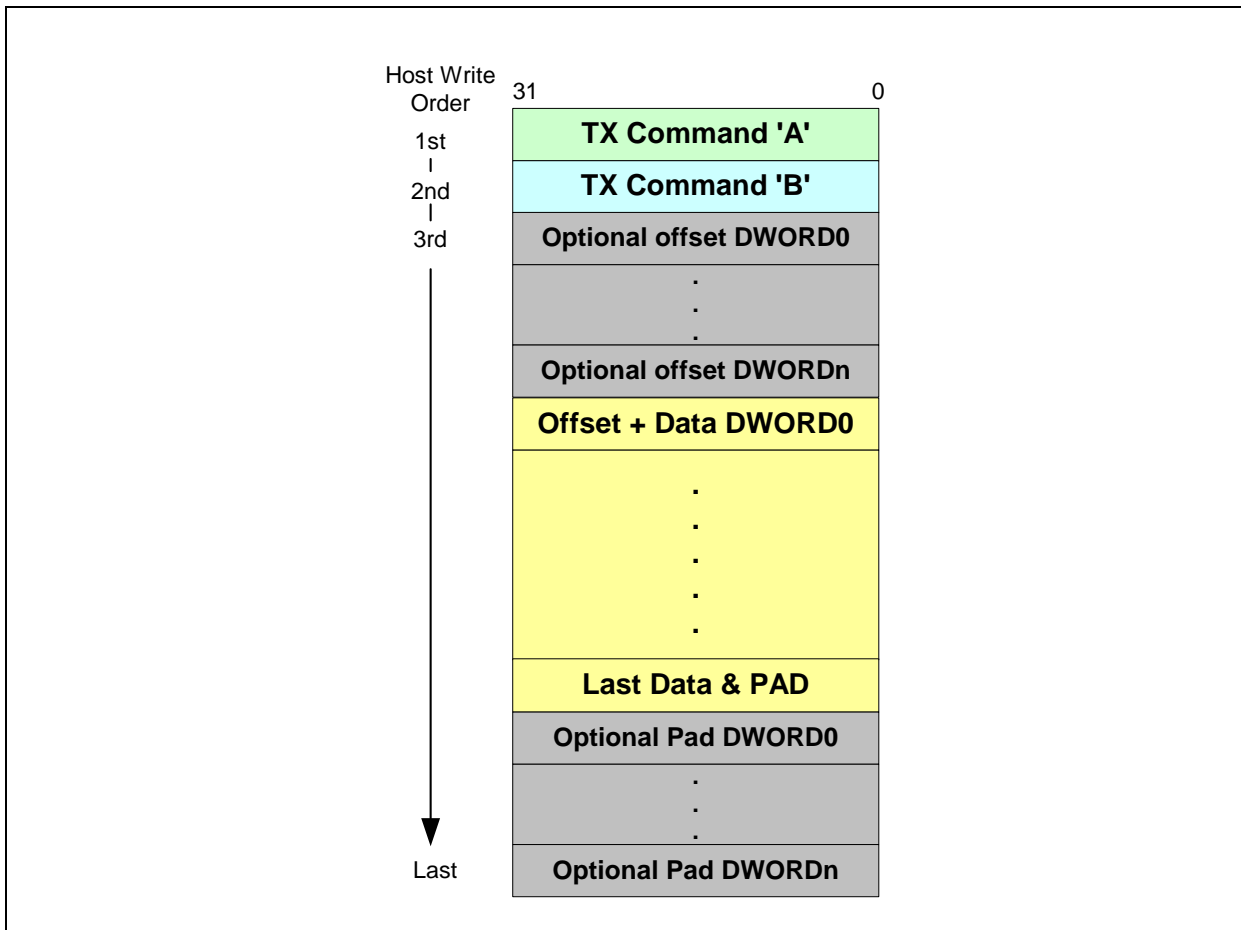 Host Write
Order
31
0
1st
TX Command 'A'
2nd
TX Command 'B'
3rd
Optional offset DWORD0
.
.
.
Optional offset DWORDn
Offset + Data DWORD0
.
.
.
.
.
Last Data & PAD
Optional Pad DWORD0
.
.
.
Last
Optional Pad DWORDn